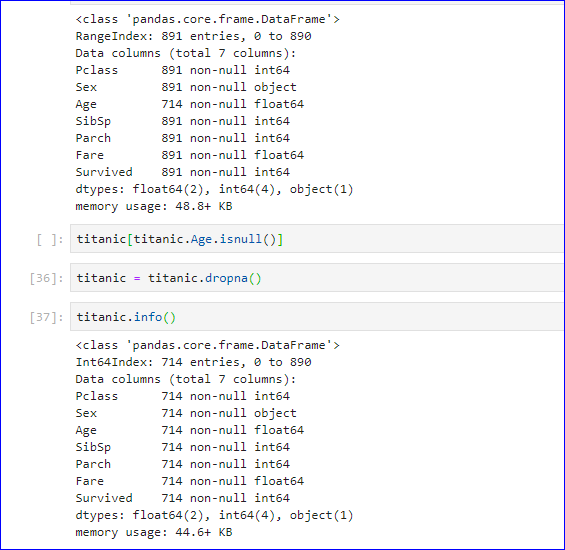 <class 'pandas.core.frame.DataFrame'>
RangeIndex: 891 entries, 0 to 890
Data columns (total 7 columns):
Pclass      891 non-null int64
Sex         891 non-null object
Age         714 non-null float64
SibSp       891 non-null int64
Parch       891 non-null int64
Fare        891 non-null float64
Survived    891 non-null int64
dtypes: float64(2), int64(4), object(1)
memory usage: 48.8+ KB
[ ]: titanic[titanic.Age.isnull()]
[36]: titanic = titanic.dropna()
[37]: titanic.info()
<class 'pandas.core.frame.DataFrame'>
Int64Index: 714 entries, 0 to 890
Data columns (total 7 columns):
Pclass      714 non-null int64
Sex         714 non-null object
Age         714 non-null float64
SibSp       714 non-null int64
Parch       714 non-null int64
Fare        714 non-null float64
Survived    714 non-null int64
dtypes: float64(2), int64(4), object(1)
memory usage: 44.6+ KB